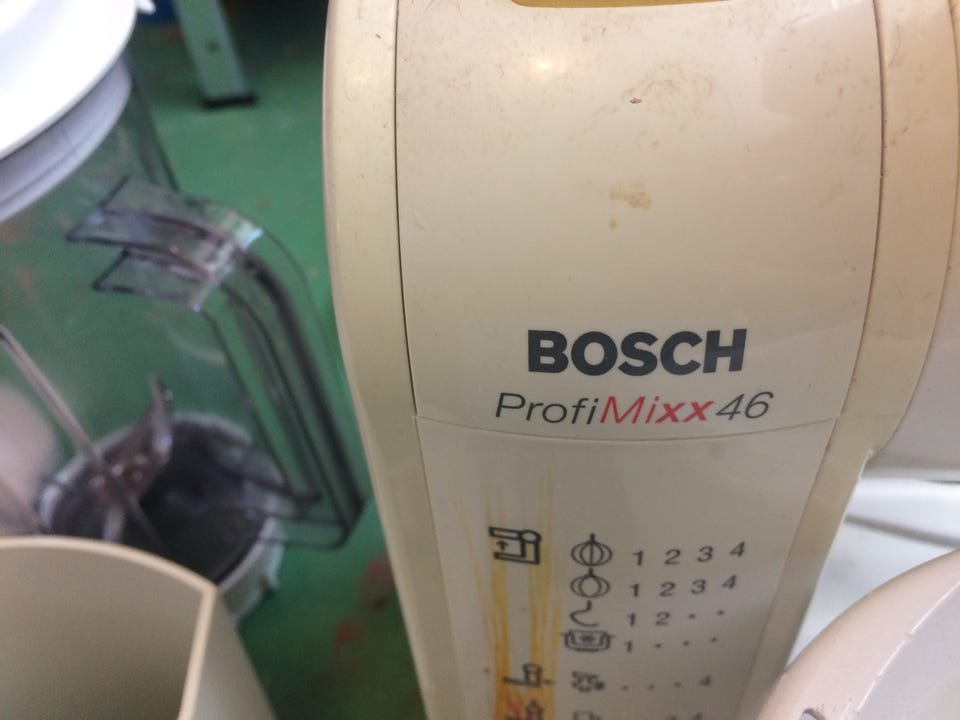 BOSCH
ProfiMixx46
1 2 3 4
1 2 3 4
1 2 · ·
1 · · ·
· · · 4